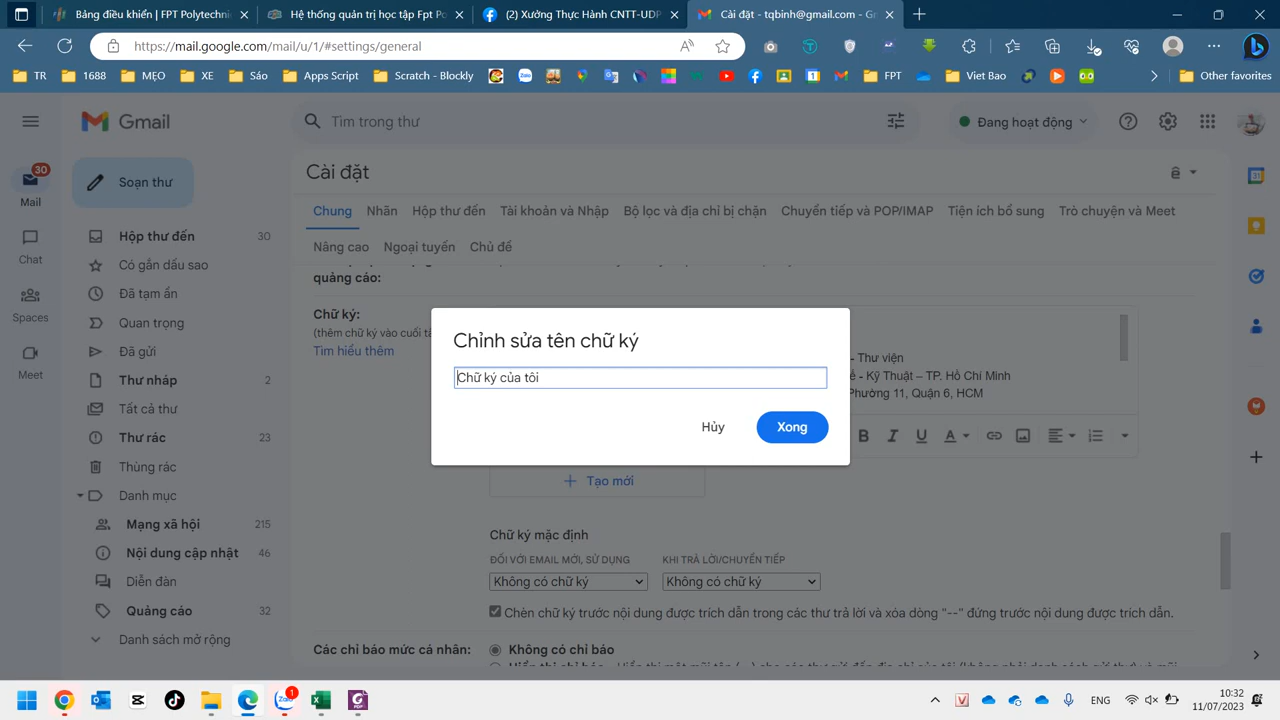 Bảng điều khiển | FPT Polytechnic
Hệ thống quản trị học tập Fpt Po
(2) Xưởng Thực Hành CNTT-UDP
Cài đặt - tqbinh@gmail.com - Gm
https://mail.google.com/mail/u/1/#settings/general
TR
1688
MẸO
XE
Sáo
Apps Script
Scratch - Blockly
FPT
Viet Bao
Other favorites
Gmail
Tìm trong thư
Đang hoạt động
30
Mail
Chat
Spaces
Meet
Soạn thư
Hộp thư đến 30
Có gắn dấu sao
Đã tạm ẩn
Quan trọng
Đã gửi
Thư nháp 2
Tất cả thư
Thư rác 23
Thùng rác
Danh mục
Mạng xã hội 215
Nội dung cập nhật 46
Diễn đàn
Quảng cáo 32
Danh sách mở rộng
Cài đặt
Chung Nhãn Hộp thư đến Tài khoản và Nhập Bộ lọc và địa chỉ bị chặn Chuyển tiếp và POP/IMAP Tiện ích bổ sung Trò chuyện và Meet
Nâng cao Ngoại tuyến Chủ đề
quảng cáo:
Chữ ký:
(thêm chữ ký vào cuối tấ
Tìm hiểu thêm
- Thư viện
- Kỹ Thuật – TP. Hồ Chí Minh
Phường 11, Quận 6, HCM
Chỉnh sửa tên chữ ký
Chữ ký của tôi
Hủy
Xong
B I U A
Tạo mới
Chữ ký mặc định
ĐỐI VỚI EMAIL MỚI, SỬ DỤNG KHI TRẢ LỜI/CHUYỂN TIẾP
Không có chữ ký Không có chữ ký
Chèn chữ ký trước nội dung được trích dẫn trong các thư trả lời và xóa dòng "--" đứng trước nội dung được trích dẫn.
Các chỉ báo mức cá nhân:
Không có chỉ báo
1
ENG
10:32
11/07/2023